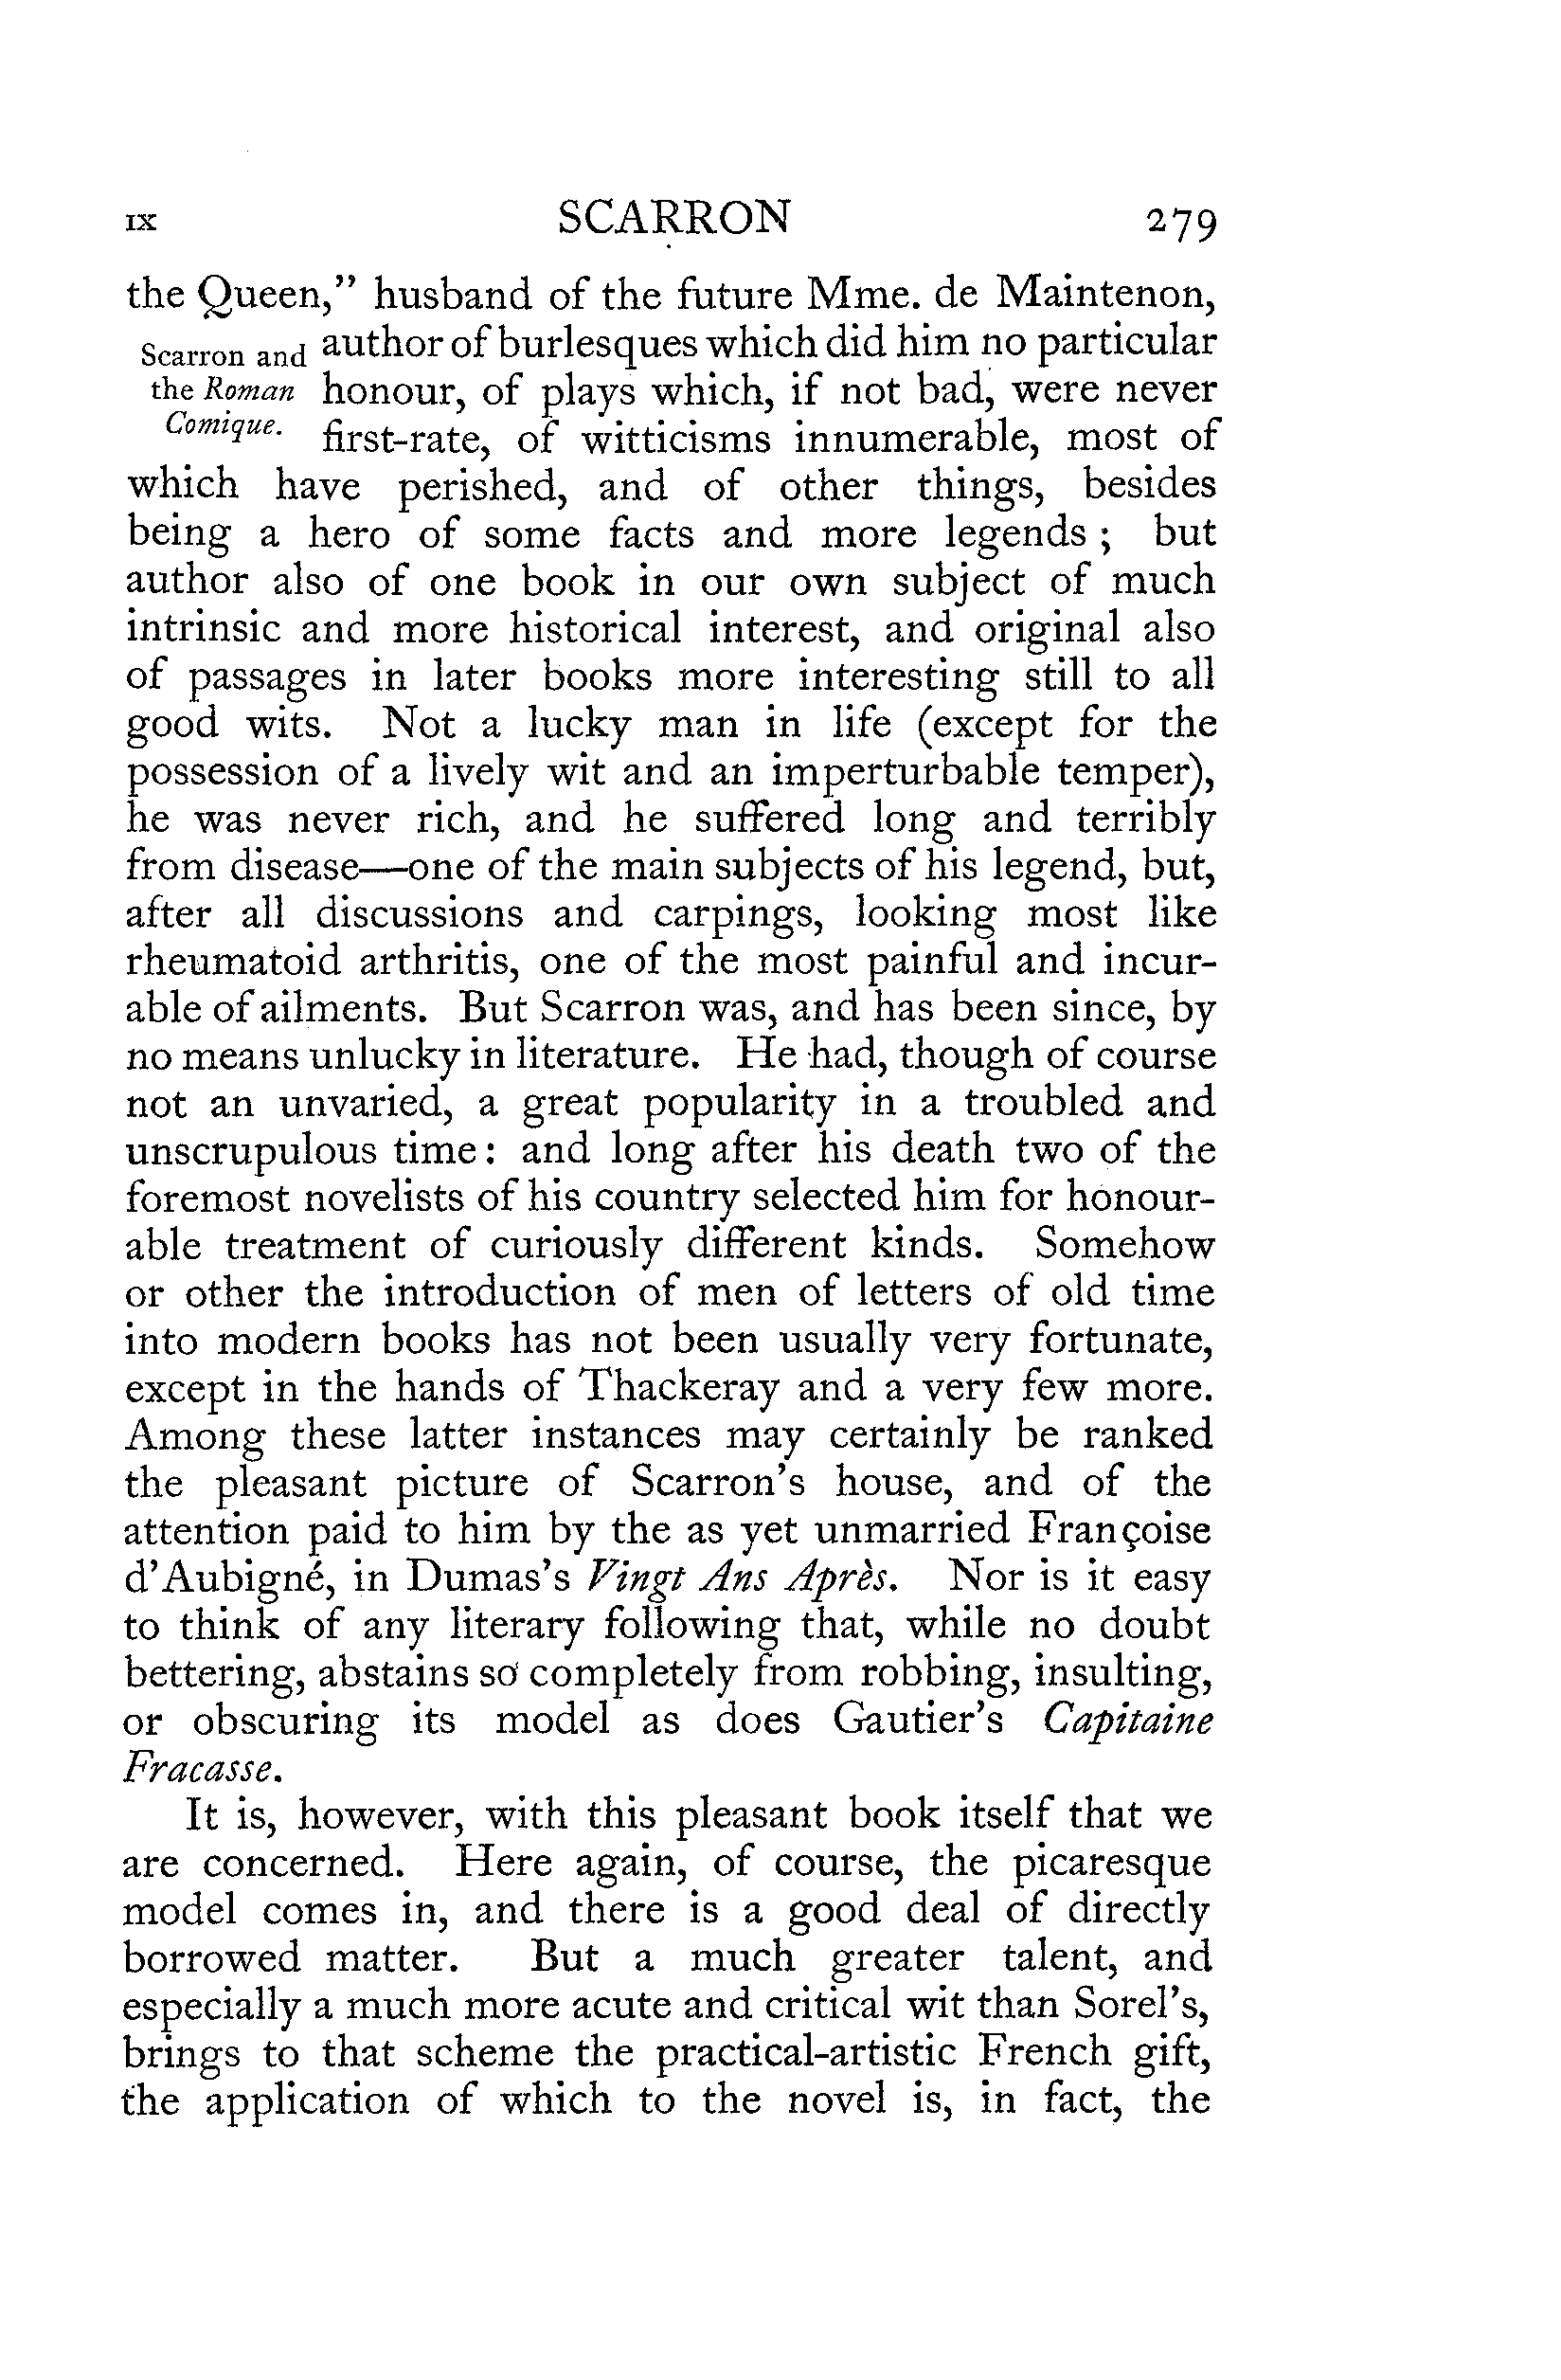 IX SCARRON 279
the Queen,” husband of the future Mme. de Maintenon,
Scarron and the Roman Comique.
author of burlesques which did him no particular
honour, of plays which, if not bad, were never
first-rate, of witticisms innumerable, most of
which have perished, and of other things, besides
being a hero of some facts and more legends ; but
author also of one book in our own subject of much
intrinsic and more historical interest, and original also
of passages in later books more interesting still to all
good wits. Not a lucky man in life (except for the
possession of a lively wit and an imperturbable temper),
he was never rich, and he suffered long and terribly
from disease—one of the main subjects of his legend, but,
after all discussions and carpings, looking most like
rheumatoid arthritis, one of the most painful and incur-
able of ailments. But Scarron was, and has been since, by
no means unlucky in literature. He had, though of course
not an unvaried, a great popularity in a troubled and
unscrupulous time: and long after his death two of the
foremost novelists of his country selected him for honour-
able treatment of curiously different kinds. Somehow
or other the introduction of men of letters of old time
into modern books has not been usually very fortunate,
except in the hands of Thackeray and a very few more.
Among these latter instances may certainly be ranked
the pleasant picture of Scarron’s house, and of the
attention paid to him by the as yet unmarried Françoise
d’Aubigné, in Dumas’s Vingt Ans Après. Nor is it easy
to think of any literary following that, while no doubt
bettering, abstains so completely from robbing, insulting,
or obscuring its model as does Gautier’s Capitaine
Fracasse.
It is, however, with this pleasant book itself that we
are concerned. Here again, of course, the picaresque
model comes in, and there is a good deal of directly
borrowed matter. But a much greater talent, and
especially a much more acute and critical wit than Sorel’s,
brings to that scheme the practical-artistic French gift,
the application of which to the novel is, in fact, the